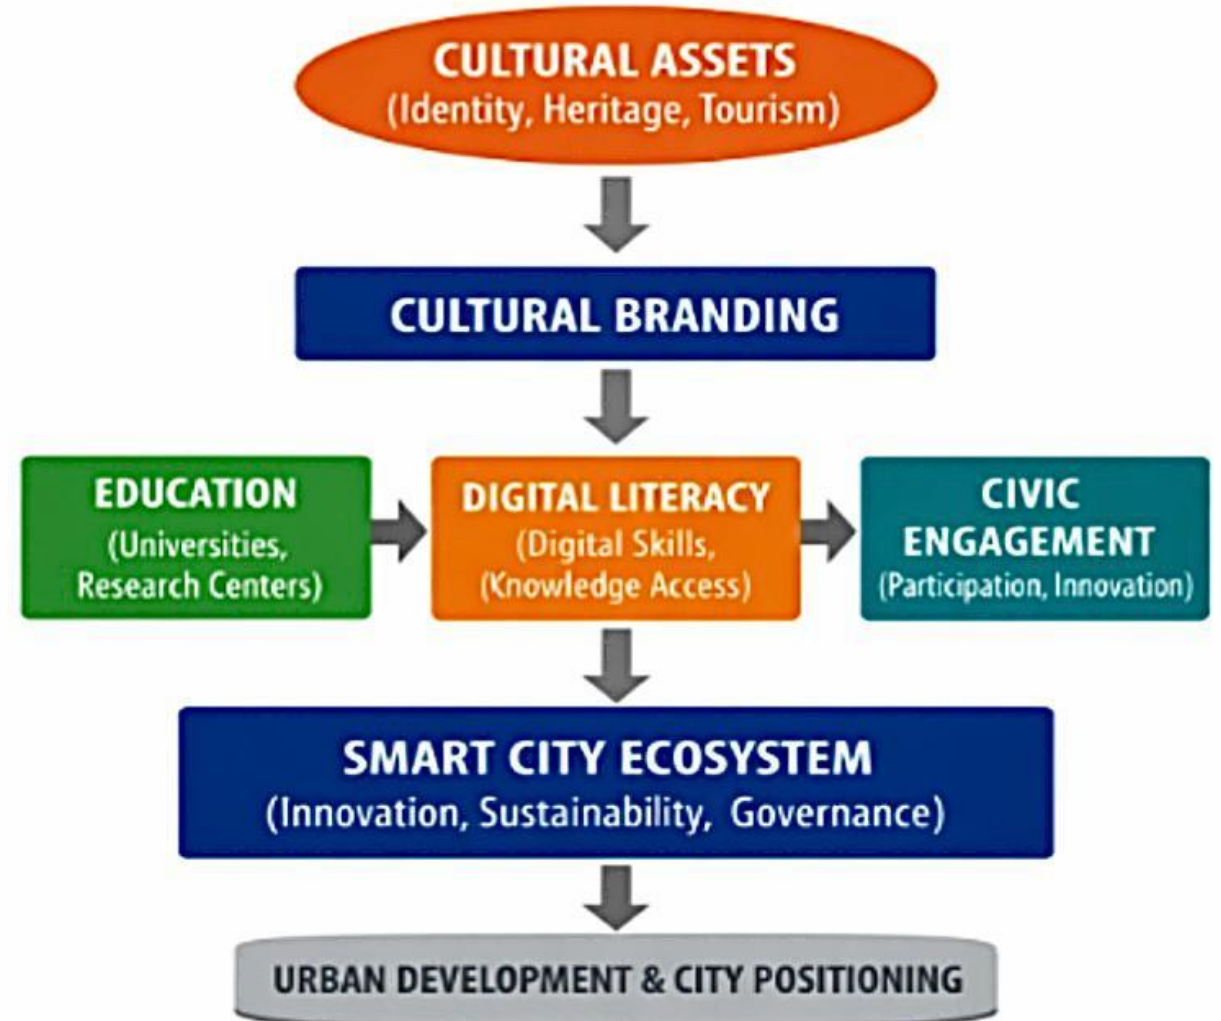 CULTURAL ASSETS
(Identity, Heritage, Tourism)
CULTURAL BRANDING
EDUCATION
(Universities,
Research Centers)
DIGITAL LITERACY
(Digital Skills,
(Knowledge Access)
CIVIC
ENGAGEMENT
(Participation, Innovation)
SMART CITY ECOSYSTEM
(Innovation, Sustainability, Governance)
URBAN DEVELOPMENT & CITY POSITIONING